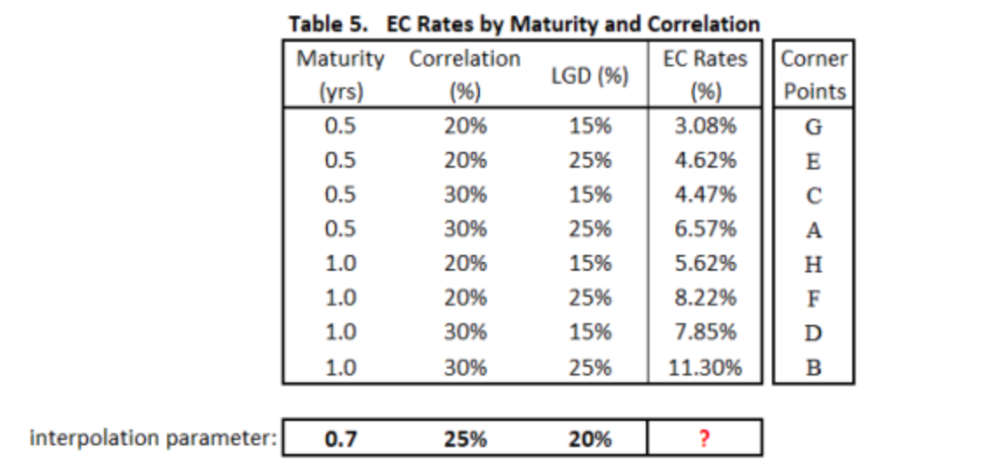 Table 5. EC Rates by Maturity and Correlation
Maturity (yrs) Correlation (%) LGD (%) EC Rates (%) Corner Points
0.5 20% 15% 3.08% G
0.5 20% 25% 4.62% E
0.5 30% 15% 4.47% C
0.5 30% 25% 6.57% A
1.0 20% 15% 5.62% H
1.0 20% 25% 8.22% F
1.0 30% 15% 7.85% D
1.0 30% 25% 11.30% B
interpolation parameter: 0.7 25% 20% ?